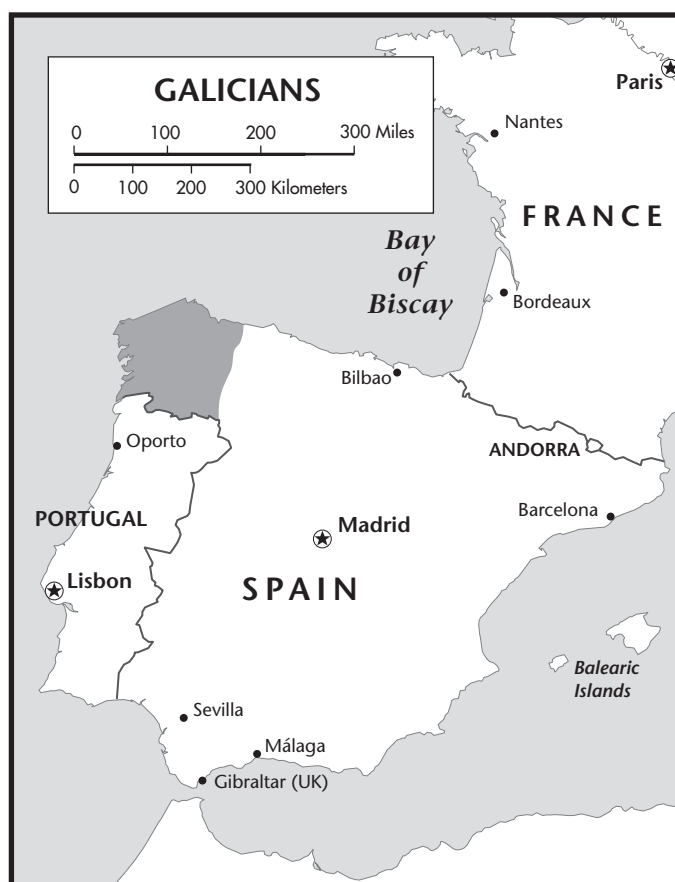 GALICIANS
0 100 200 300 Miles
0 100 200 300 Kilometers
Paris
Nantes
FRANCE
Bay
of
Biscay
Bordeaux
Bilbao
ANDORRA
Oporto
Barcelona
PORTUGAL
Madrid
Lisbon
SPAIN
Balearic
Islands
Sevilla
Málaga
Gibraltar (UK)